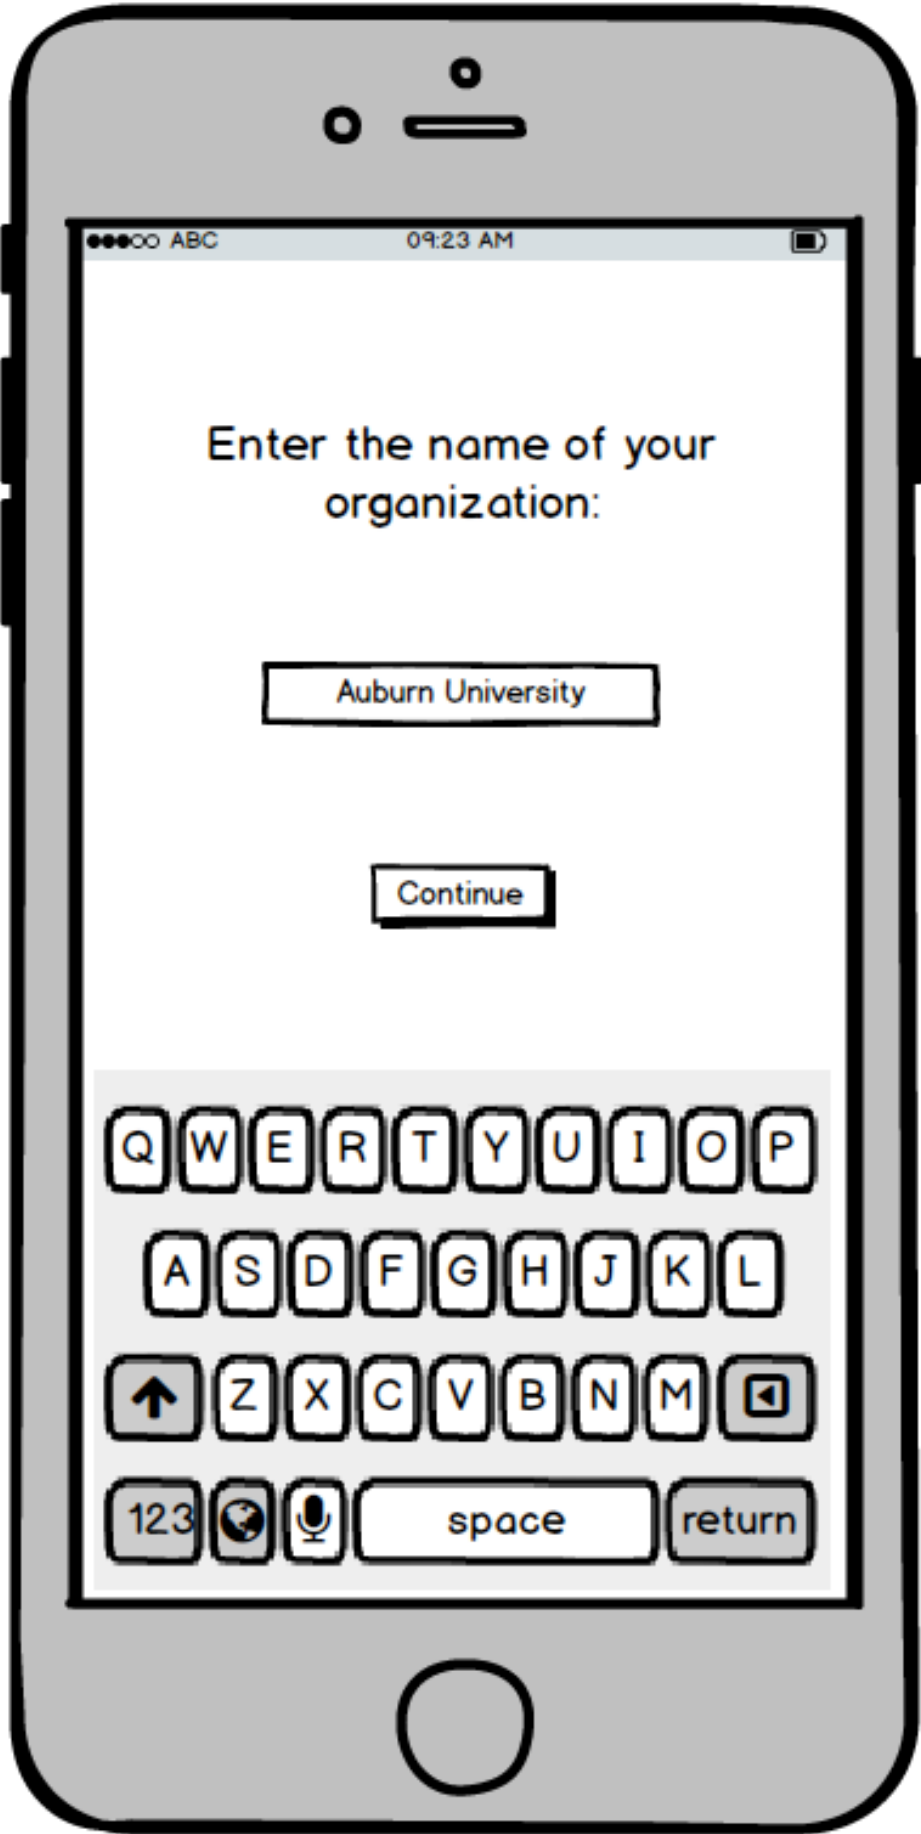 ABC 09:23 AM
Enter the name of your
organization:
Auburn University
Continue
Q W E R T Y U I O P
A S D F G H J K L
Z X C V B N M
123 space return